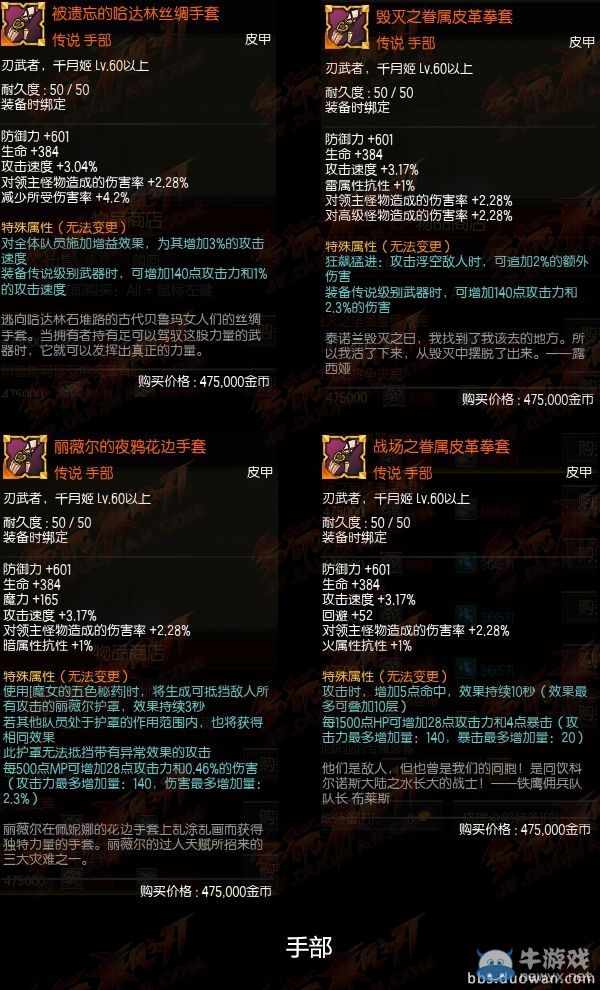 被遗忘的哈达林丝绸手套
传说 手部
皮甲
刃武者，千月姬 Lv.60以上
耐久度 : 50 / 50
装备时绑定
防御力 +601
生命 +384
攻击速度 +3.04%
对领主怪物造成的伤害率 +2.28%
减少所受伤害率 +4.2%
特殊属性（无法变更）
对全体队员施加增益效果，为其增加3%的攻击
速度
装备传说级别武器时，可增加140点攻击力和1%
的攻击速度
逃向哈达林石堆路的古代贝鲁玛女人们的丝绸
手套。当拥有者持有足可以驾驭这股力量的武
器时，它就可以发挥出真正的力量。
购买价格 : 475,000金币
毁灭之眷属皮革拳套
传说 手部
皮甲
刃武者，千月姬 Lv.60以上
耐久度 : 50 / 50
装备时绑定
防御力 +601
生命 +384
攻击速度 +3.17%
雷属性抗性 +1%
对领主怪物造成的伤害率 +2.28%
对高级怪物造成的伤害率 +2.28%
特殊属性（无法变更）
狂飙猛进：攻击浮空敌人时，可追加2%的额外
伤害
装备传说级别武器时，可增加140点攻击力和
2.3%的伤害
泰诺兰毁灭之日，我找到了我该去的地方。所
以我活了下来，从毁灭中摆脱了出来。——露
西娅
购买价格 : 475,000金币
丽薇尔的夜鸦花边手套
传说 手部
皮甲
刃武者，千月姬 Lv.60以上
耐久度 : 50 / 50
装备时绑定
防御力 +601
生命 +384
魔力 +165
攻击速度 +3.17%
对领主怪物造成的伤害率 +2.28%
暗属性抗性 +1%
特殊属性（无法变更）
使用[魔女的五色秘药]时，将生成可抵挡敌人所
有攻击的丽薇尔护罩，效果持续3秒
若其他队员处于护罩的作用范围内，也将获得
相同效果
此护罩无法抵挡带有异常效果的攻击
每500点MP可增加28点攻击力和0.46%的伤害
（攻击力最多增加量：140，伤害最多增加量：
2.3%）
丽薇尔在佩妮娜的花边手套上乱涂乱画而获得
独特力量的手套。丽薇尔的过人天赋所招来的
三大灾难之一。
购买价格 : 475,000金币
战场之眷属皮革拳套
传说 手部
皮甲
刃武者，千月姬 Lv.60以上
耐久度 : 50 / 50
装备时绑定
防御力 +601
生命 +384
攻击速度 +3.17%
回避 +52
对领主怪物造成的伤害率 +2.28%
火属性抗性 +1%
特殊属性（无法变更）
攻击时，增加5点命中，效果持续10秒（效果最
多可叠加10层）
每1500点HP可增加28点攻击力和4点暴击（攻
击力最多增加量：140，暴击最多增加量：20）
他们是敌人，但也曾是我们的同胞！是同饮科
尔诺斯大陆之水长大的战士！——铁鹰佣兵队
队长 布莱斯
购买价格 : 475,000金币
手部
牛游戏
newyx.net
bbs.duowan.com